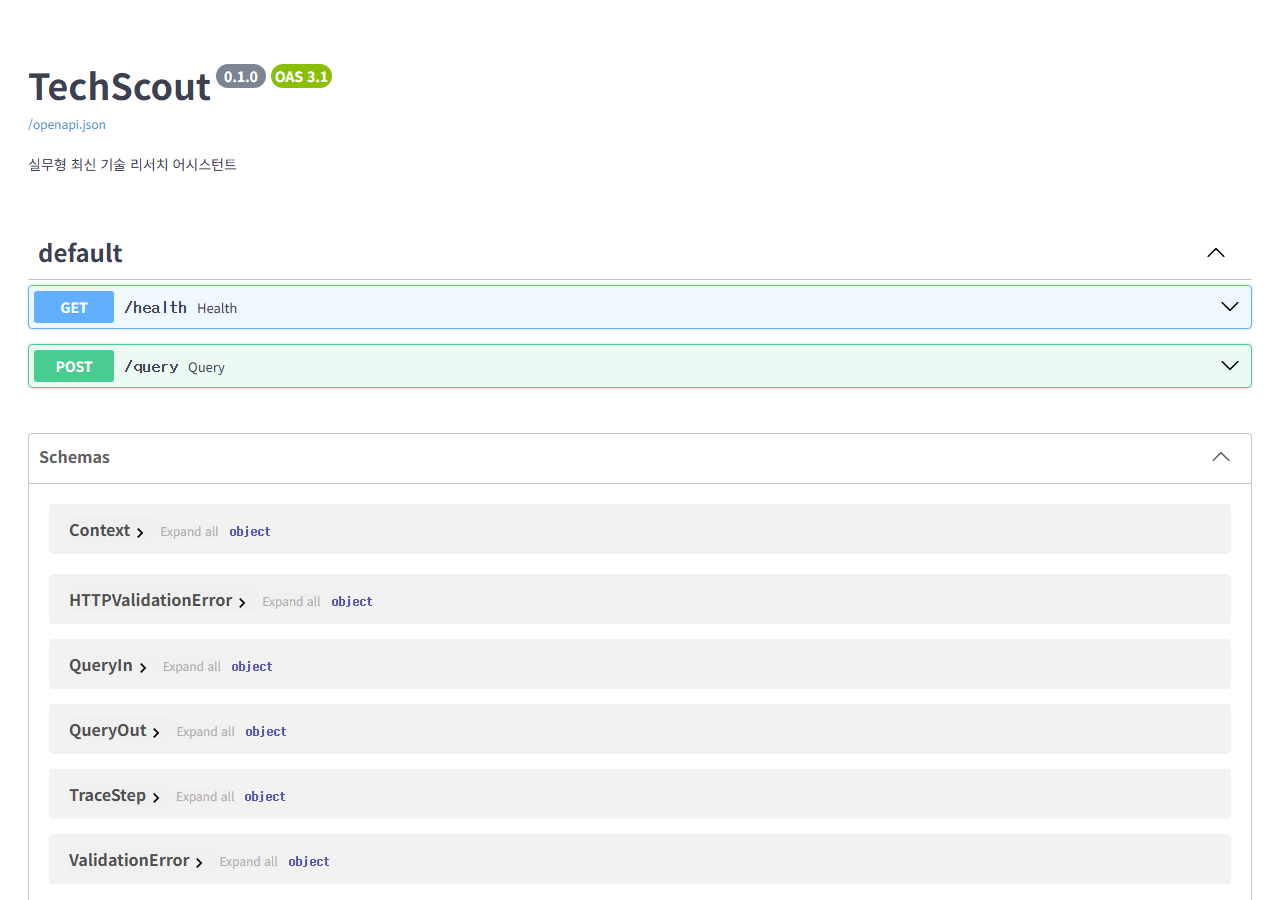 TechScout 0.1.0 OAS 3.1
/openapi.json
실무형 최신 기술 리서치 어시스턴트
default
GET /health Health
POST /query Query
Schemas
Context Expand all object
HTTPValidationError Expand all object
QueryIn Expand all object
QueryOut Expand all object
TraceStep Expand all object
ValidationError Expand all object